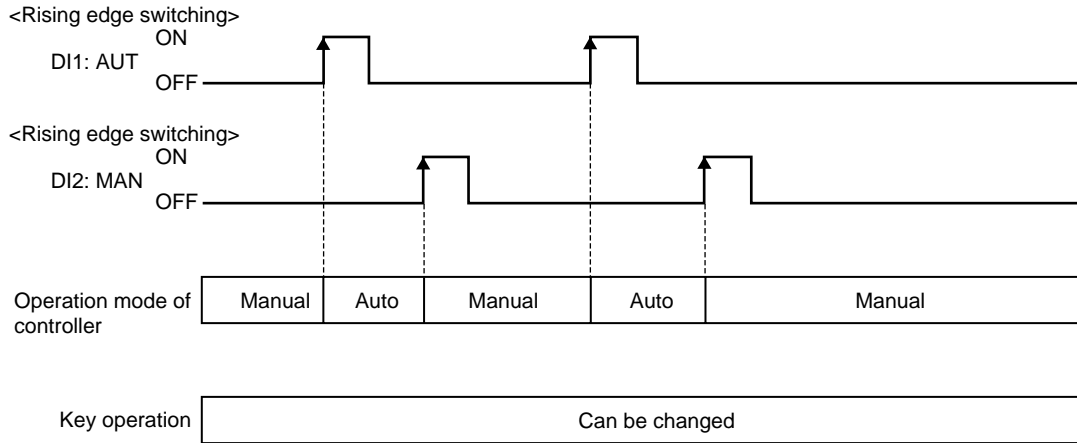 <Rising edge switching>
ON
DI1: AUT
OFF
<Rising edge switching>
ON
DI2: MAN
OFF
Operation mode of
controller
Manual
Auto
Manual
Auto
Manual
Key operation
Can be changed